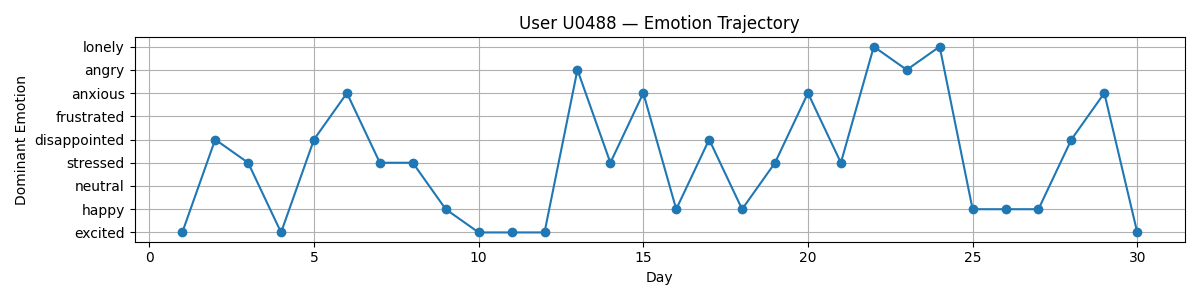 User U0488 — Emotion Trajectory
Dominant Emotion
lonely
angry
anxious
frustrated
disappointed
stressed
neutral
happy
excited
0 5 10 15 20 25 30
Day